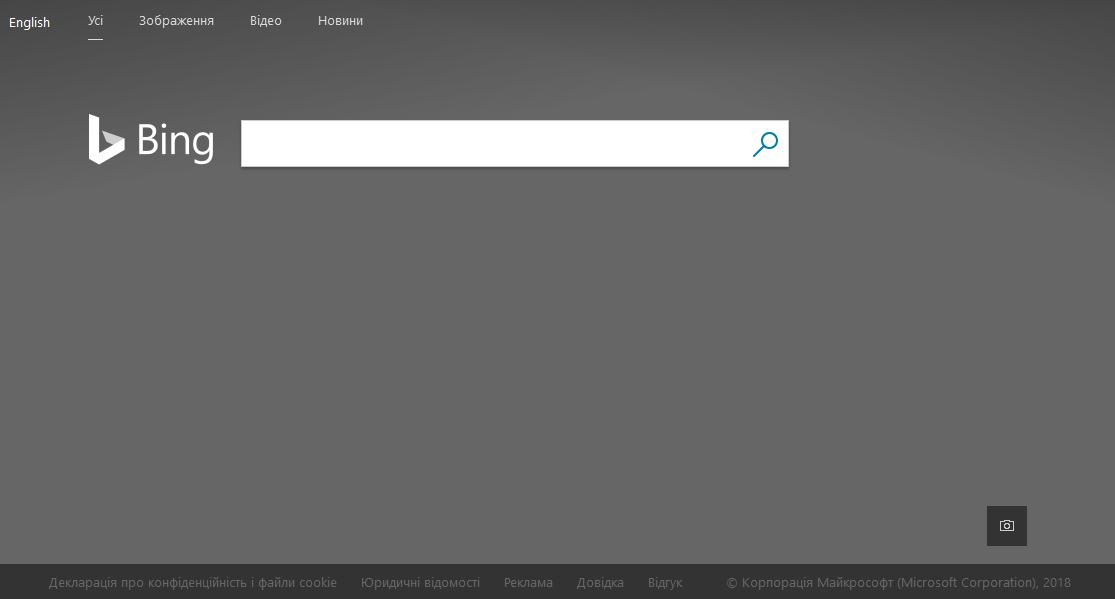 English Усі Зображення Відео Новини
Bing
Декларація про конфіденційність і файли cookie Юридичні відомості Реклама Довідка Відгук © Корпорація Майкрософт (Microsoft Corporation), 2018